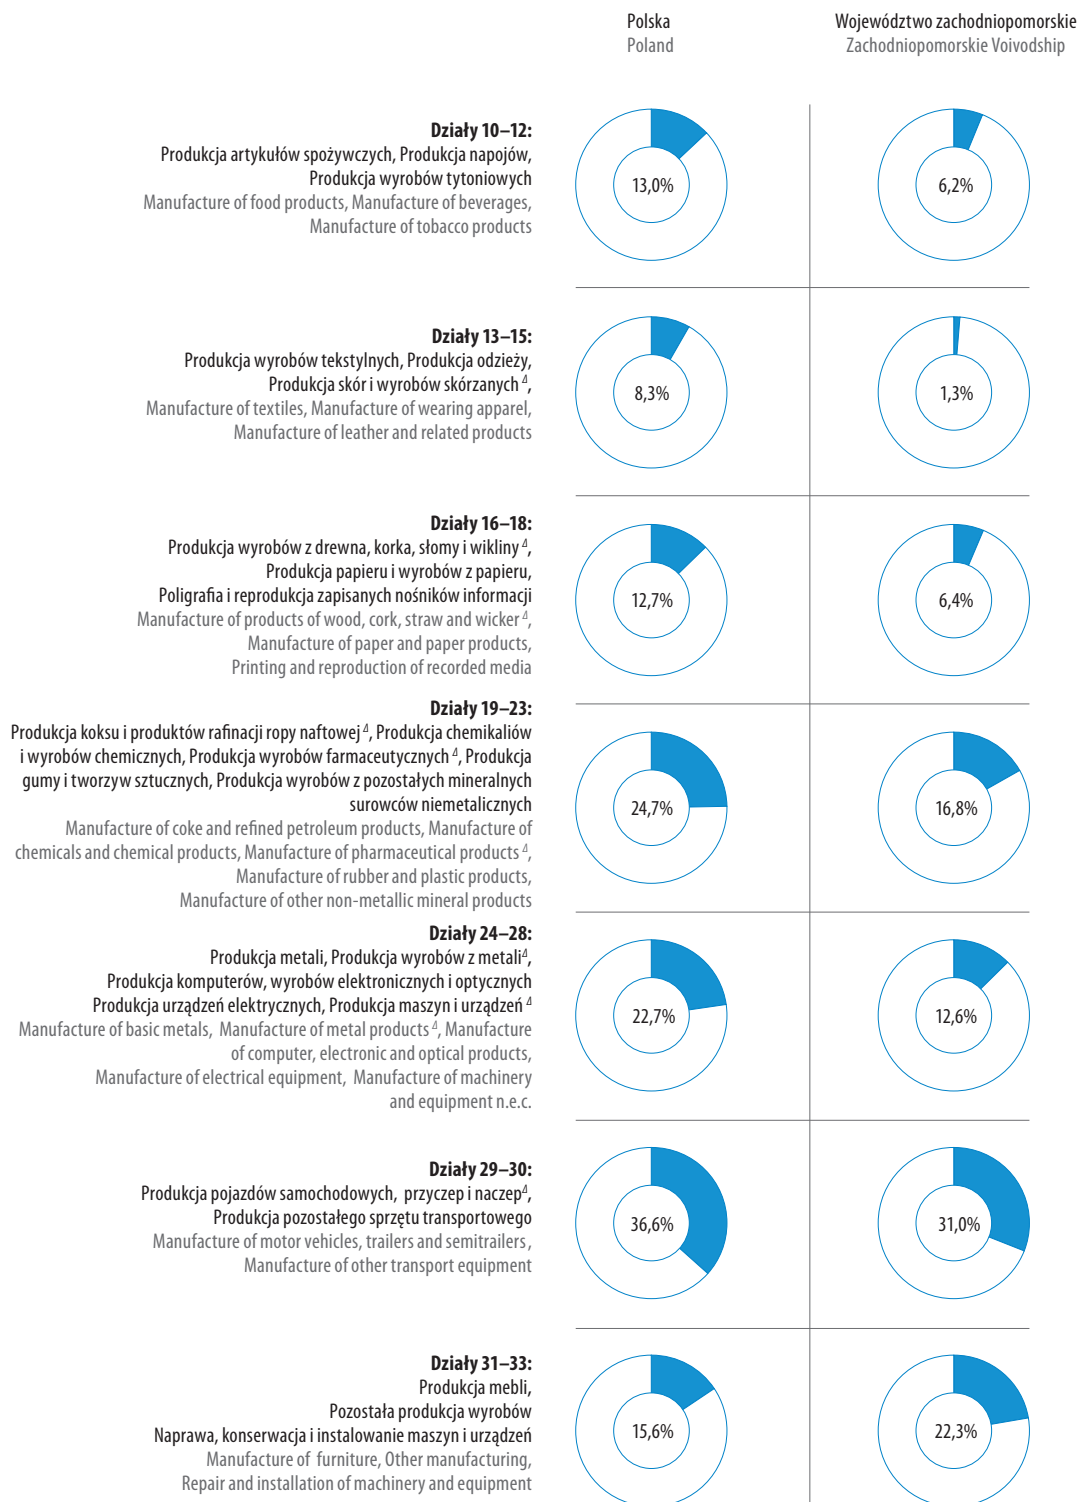 Polska
Poland
Województwo zachodniopomorskie
Zachodniopomorskie Voivodship
Działy 10–12:
Produkcja artykułów spożywczych, Produkcja napojów,
Produkcja wyrobów tytoniowych
Manufacture of food products, Manufacture of beverages,
Manufacture of tobacco products
13,0%
6,2%
Działy 13–15:
Produkcja wyrobów tekstylnych, Produkcja odzieży,
Produkcja skór i wyrobów skórzanych Δ,
Manufacture of textiles, Manufacture of wearing apparel,
Manufacture of leather and related products
8,3%
1,3%
Działy 16–18:
Produkcja wyrobów z drewna, korka, słomy i wikliny Δ,
Produkcja papieru i wyrobów z papieru,
Poligrafia i reprodukcja zapisanych nośników informacji
Manufacture of products of wood, cork, straw and wicker Δ,
Manufacture of paper and paper products,
Printing and reproduction of recorded media
12,7%
6,4%
Działy 19–23:
Produkcja koksu i produktów rafinacji ropy naftowej Δ, Produkcja chemikaliów
i wyrobów chemicznych, Produkcja wyrobów farmaceutycznych Δ, Produkcja
gumy i tworzyw sztucznych, Produkcja wyrobów z pozostałych mineralnych
surowców niemetalicznych
Manufacture of coke and refined petroleum products, Manufacture of
chemicals and chemical products, Manufacture of pharmaceutical products Δ,
Manufacture of rubber and plastic products,
Manufacture of other non-metallic mineral products
24,7%
16,8%
Działy 24–28:
Produkcja metali, Produkcja wyrobów z metali Δ,
Produkcja komputerów, wyrobów elektronicznych i optycznych
Produkcja urządzeń elektrycznych, Produkcja maszyn i urządzeń Δ
Manufacture of basic metals, Manufacture of metal products Δ, Manufacture
of computer, electronic and optical products,
Manufacture of electrical equipment, Manufacture of machinery
and equipment n.e.c.
22,7%
12,6%
Działy 29–30:
Produkcja pojazdów samochodowych, przyczep i naczep Δ,
Produkcja pozostałego sprzętu transportowego
Manufacture of motor vehicles, trailers and semitrailers ,
Manufacture of other transport equipment
36,6%
31,0%
Działy 31–33:
Produkcja mebli,
Pozostała produkcja wyrobów
Naprawa, konserwacja i instalowanie maszyn i urządzeń
Manufacture of furniture, Other manufacturing,
Repair and installation of machinery and equipment
15,6%
22,3%